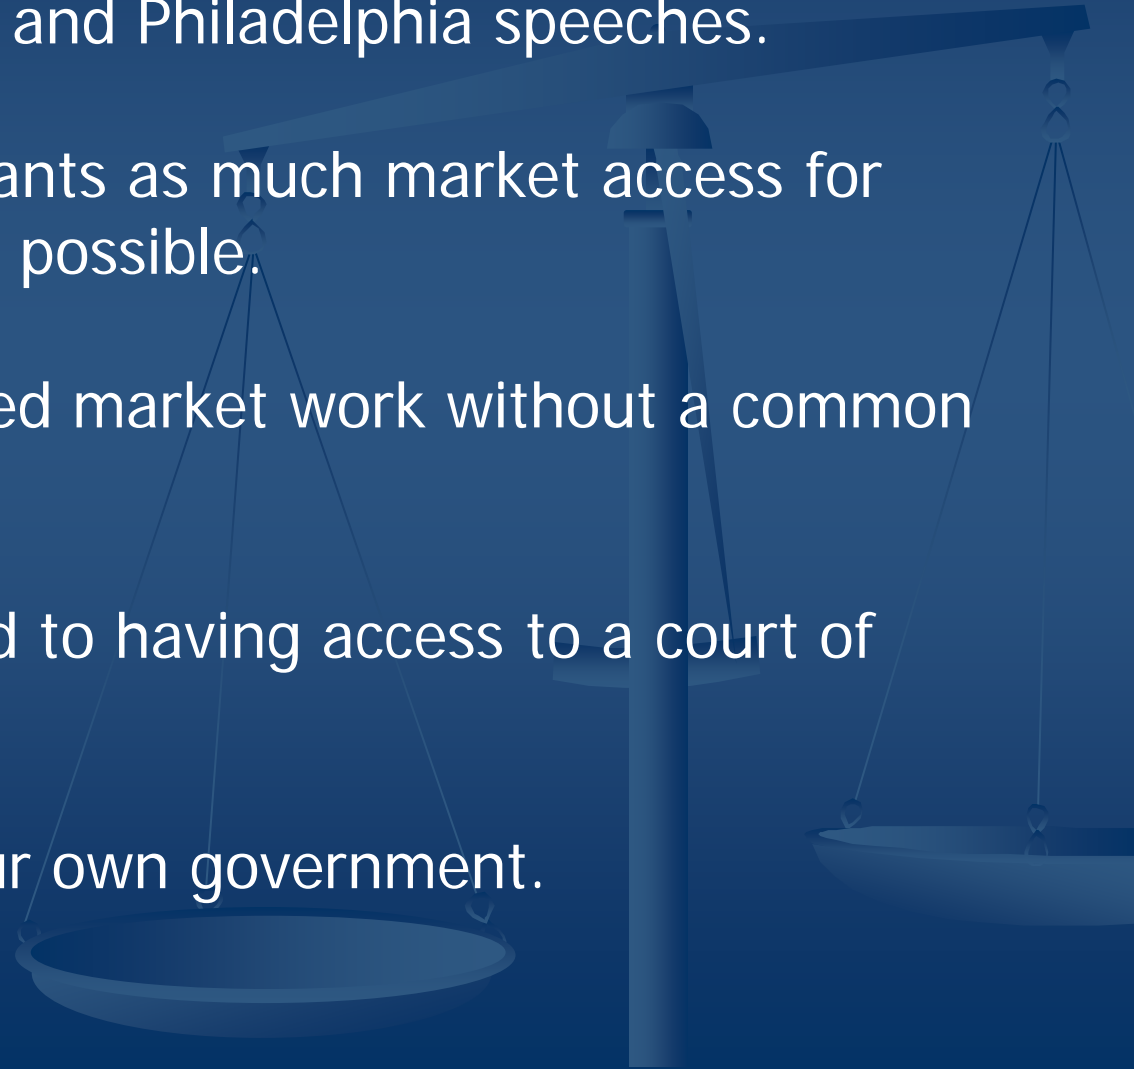 and Philadelphia speeches.
ants as much market access for
possible.
ed market work without a common
d to having access to a court of
r own government.